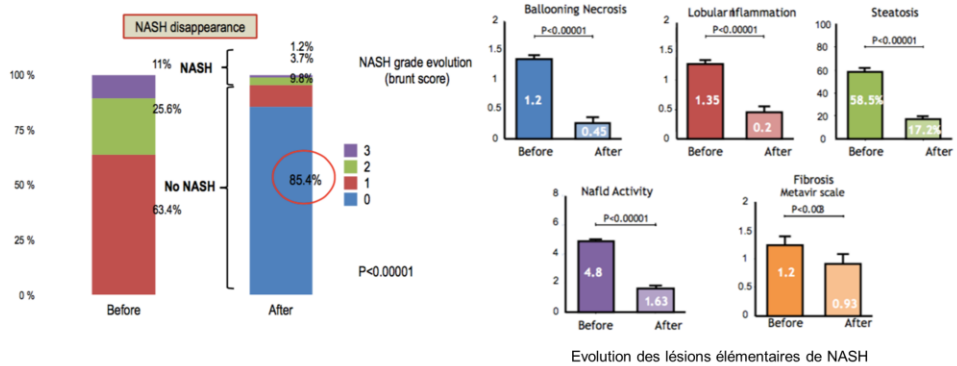 NASH disappearance
11%
NASH
1.2%
3.7%
9.8%
NASH grade evolution
(brunt score)
100 %
75 %
50 %
25 %
0 %
25.6%
63.4%
No NASH
85.4%
3
2
1
0
P<0.00001
Before
After
Ballooning Necrosis
2
1.5
1
0.5
0
P<0.00001
1.2
0.45
Before
After
Lobular inflammation
2
1.5
1
0.5
0
P<0.00001
1.35
0.2
Before
After
Steatosis
100
80
60
40
20
0
P<0.00001
58.5%
17.2%
Before
After
Nafld Activity
8
6
4
2
0
P<0.00001
4.8
1.63
Before
After
Fibrosis
Metavir scale
2
1.5
1
0.5
0
P<0.003
1.2
0.93
Before
After
Evolution des lésions élémentaires de NASH